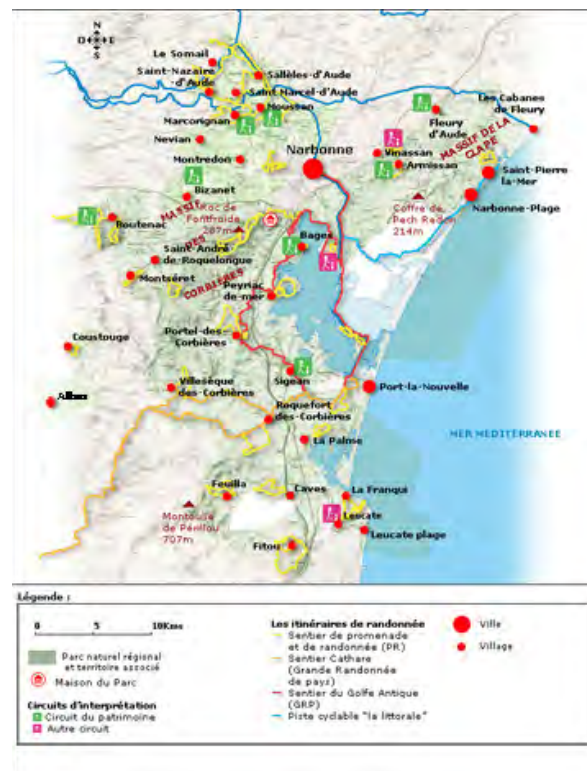 N
O E
S
Le Somail
Saint-Nazaire
d'Aude
Sallèles-d'Aude
Saint Marcel-d'Aude
Moussan
Marcorignan
Nevian
Montredon
Narbonne
Les Cabanes
de Fleury
Fleury
d'Aude
MASSIF DE LA
CLAPE
Vinassan
Armissan
Saint-Pierre
la-Mer
Narbonne-Plage
Coffre de
Pech Redon
214m
Bizanet
MASSIF
DES
CORBIÈRES
Roc de
Fontfroide
Boutenac
Bages
Saint-André
de-Roquelongue
Montséret
Peyriac
de-mer
Portel-des-
Corbières
Coustouge
Sigean
Villesèque
des-Corbières
Port-la-Nouvelle
Roquefort
des-Corbières
La Palme
MER MEDITERRANEE
Feuilla
Caves
La Franqui
Leucate
Leucate plage
de Périllou
707m
Fitou
Légende :
0 5 10Kms
Parc naturel régional
et territoire associé
Maison du Parc
Circuits d'interprétation
Circuit du patrimoine
Autre circuit
Les itinéraires de randonnée
Sentier de promenade
et de randonnée (PR)
Sentier Cathare
(Grande Randonnée
de pays)
Sentier du Golfe Antique
(GRP)
Piste cyclable "la littorale"
Ville
Village